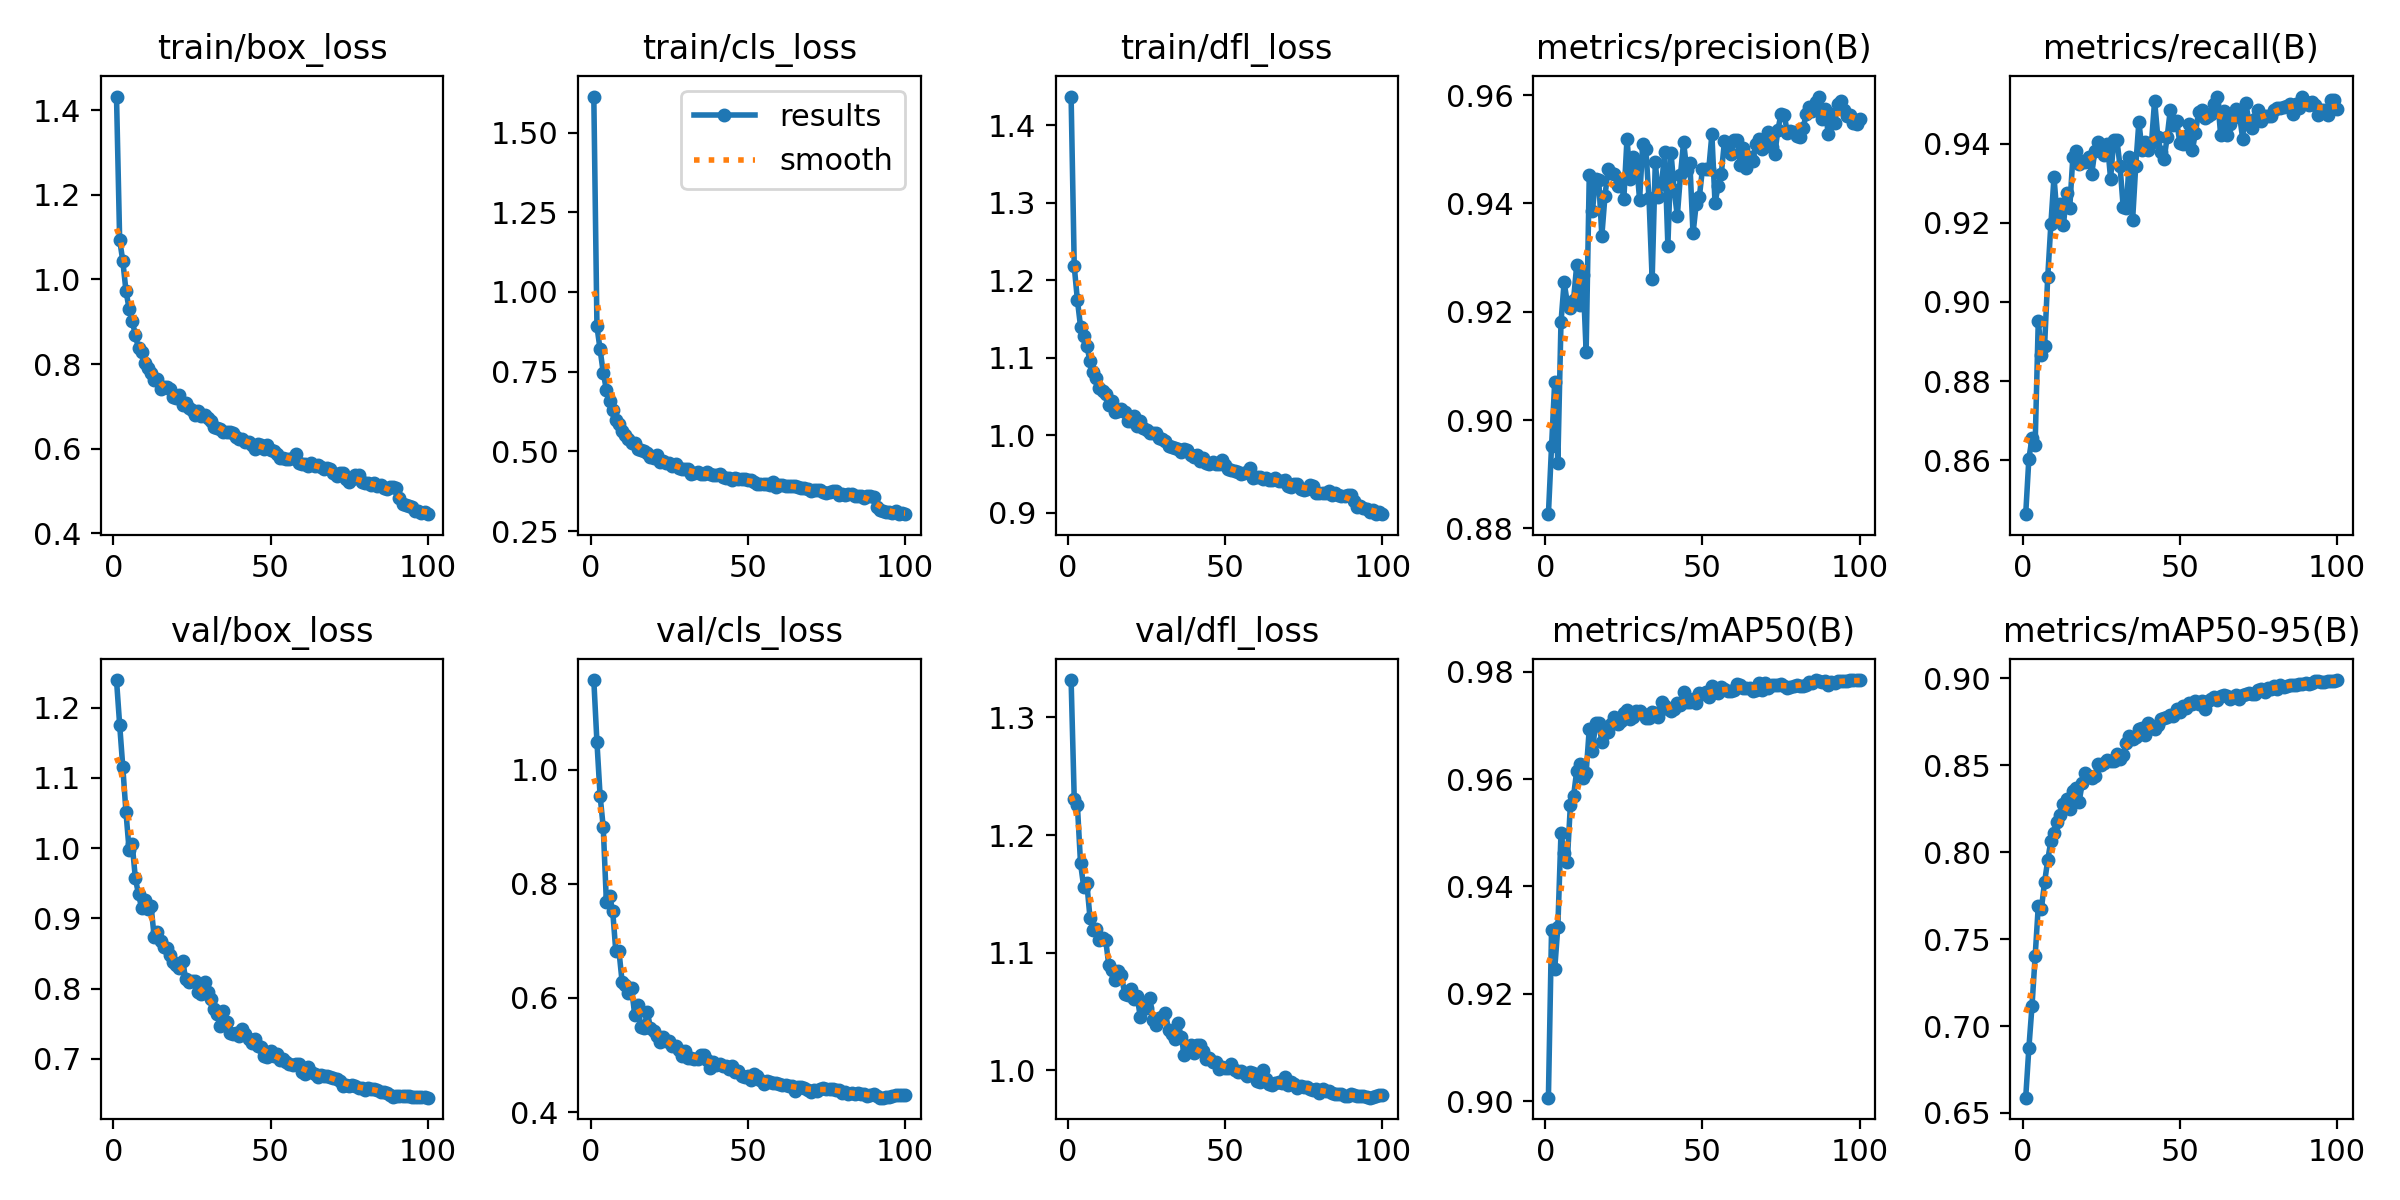 train/box_loss
1.4
1.2
1.0
0.8
0.6
0.4
0 50 100
train/cls_loss
results
smooth
1.50
1.25
1.00
0.75
0.50
0.25
0 50 100
train/dfl_loss
1.4
1.3
1.2
1.1
1.0
0.9
0 50 100
metrics/precision(B)
0.96
0.94
0.92
0.90
0.88
0 50 100
metrics/recall(B)
0.94
0.92
0.90
0.88
0.86
0 50 100
val/box_loss
1.2
1.1
1.0
0.9
0.8
0.7
0 50 100
val/cls_loss
1.0
0.8
0.6
0.4
0 50 100
val/dfl_loss
1.3
1.2
1.1
1.0
0 50 100
metrics/mAP50(B)
0.98
0.96
0.94
0.92
0.90
0 50 100
metrics/mAP50-95(B)
0.90
0.85
0.80
0.75
0.70
0.65
0 50 100